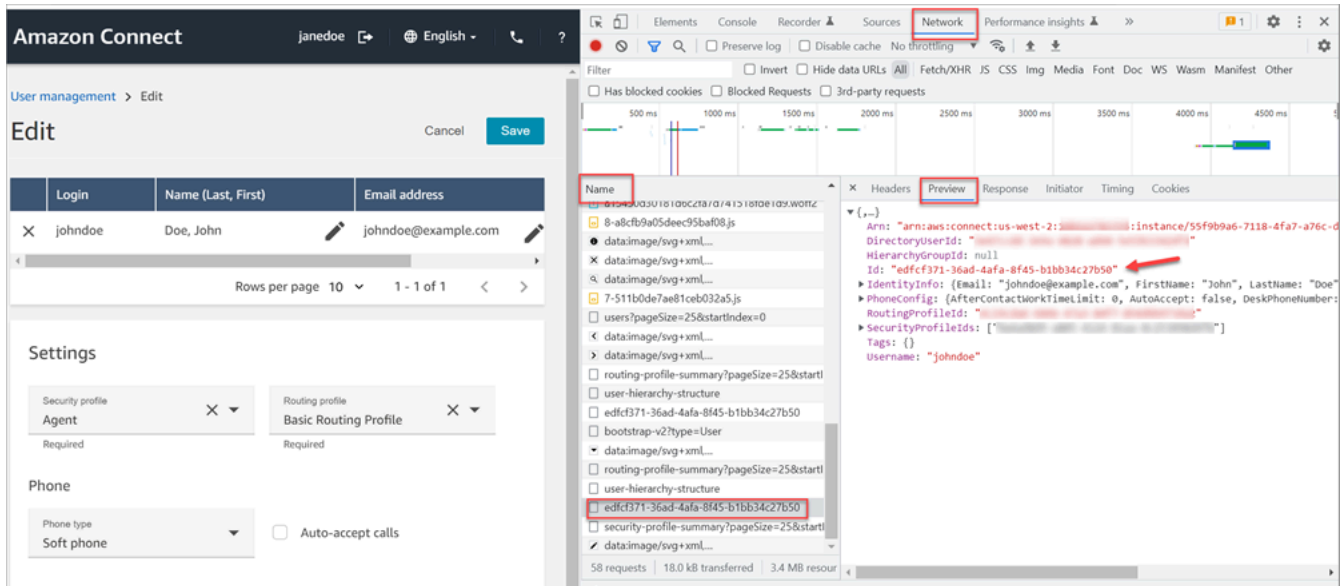 Amazon Connect
janedoe
English
?
User management > Edit
Edit
Cancel
Save
Login
Name (Last, First)
Email address
johndoe
Doe, John
johndoe@example.com
Rows per page 10
1 - 1 of 1
Settings
Security profile
Agent
Required
Routing profile
Basic Routing Profile
Required
Phone
Phone type
Soft phone
Auto-accept calls
Elements Console Recorder Sources Network Performance insights » 1
Preserve log Disable cache No throttling
Filter
Invert Hide data URLs All Fetch/XHR JS CSS Img Media Font Doc WS Wasm Manifest Other
Has blocked cookies Blocked Requests 3rd-party requests
500 ms 1000 ms 1500 ms 2000 ms 2500 ms 3000 ms 3500 ms 4000 ms 4500 ms
Name
8-a8cfb9a05deec95baf08.js
data:image/svg+xml,...
data:image/svg+xml,...
data:image/svg+xml,...
7-511b0de7ae81ceb032a5.js
users?pageSize=25&startIndex=0
data:image/svg+xml,...
data:image/svg+xml,...
routing-profile-summary?pageSize=25&startI
user-hierarchy-structure
edfcf371-36ad-4afa-8f45-b1bb34c27b50
bootstrap-v2?type=User
data:image/svg+xml,...
routing-profile-summary?pageSize=25&startI
user-hierarchy-structure
edfcf371-36ad-4afa-8f45-b1bb34c27b50
security-profile-summary?pageSize=25&starti
data:image/svg+xml,...
58 requests 18.0 kB transferred 3.4 MB resour
Headers Preview Response Initiator Timing Cookies
{,…}
Arn: "arn:aws:connect:us-west-2: :instance/55f9b9a6-7118-4fa7-a76c-d
DirectoryUserId: "
HierarchyGroupId: null
Id: "edfcf371-36ad-4afa-8f45-b1bb34c27b50"
IdentityInfo: {Email: "johndoe@example.com", FirstName: "John", LastName: "Doe"
PhoneConfig: {AfterContactWorkTimeLimit: 0, AutoAccept: false, DeskPhoneNumber:
RoutingProfileId: "
SecurityProfileIds: [" "]
Tags: {}
Username: "johndoe"